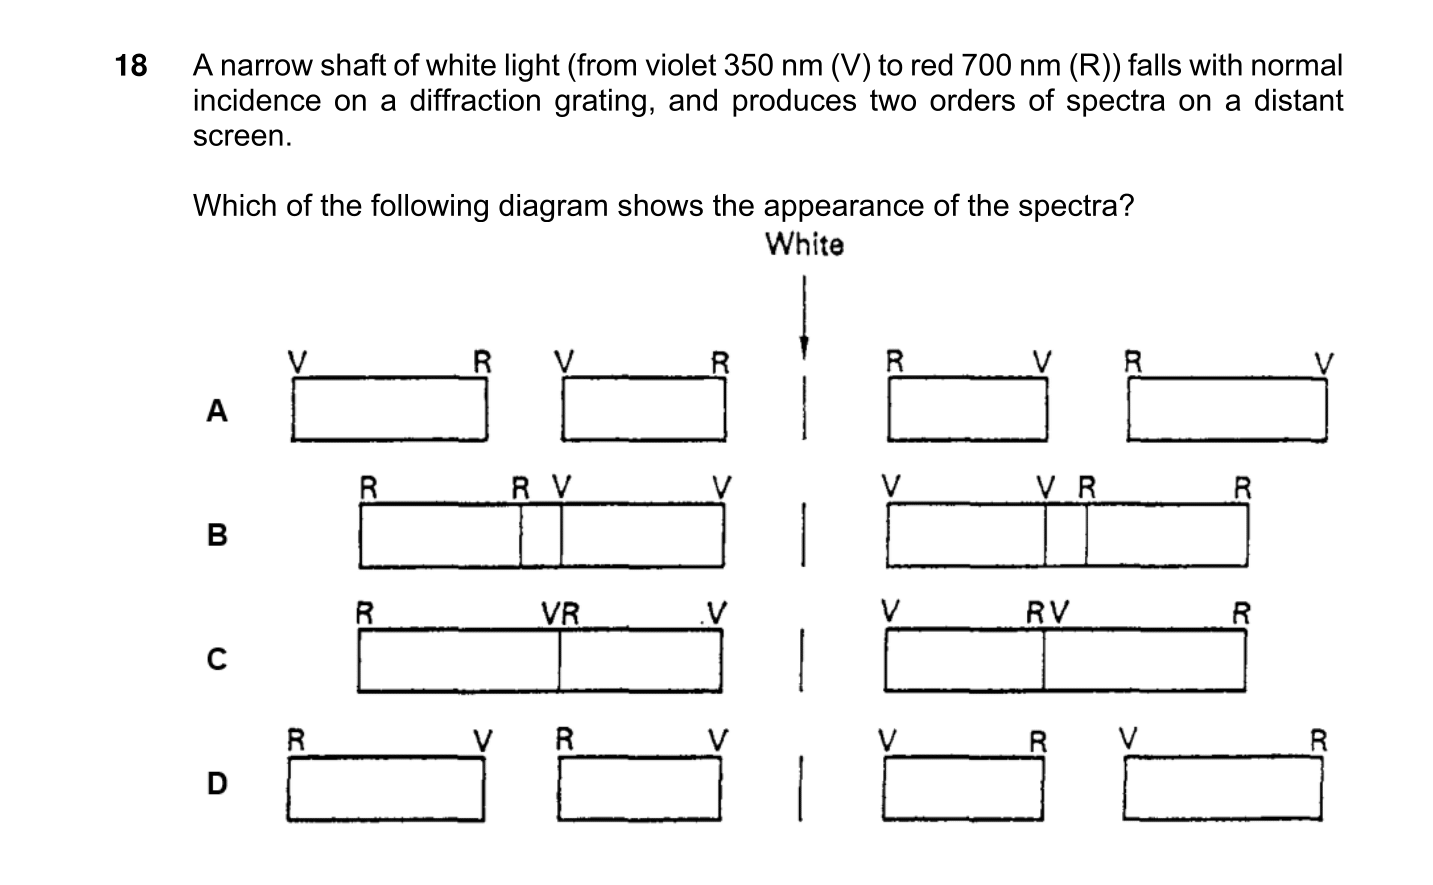 18 A narrow shaft of white light (from violet 350 nm (V) to red 700 nm (R)) falls with normal
incidence on a diffraction grating, and produces two orders of spectra on a distant
screen.
Which of the following diagram shows the appearance of the spectra?
White
V R V R R V R V
A
R R V V V V R R
B
R VR V V RV R
C
R V R V V R V R
D